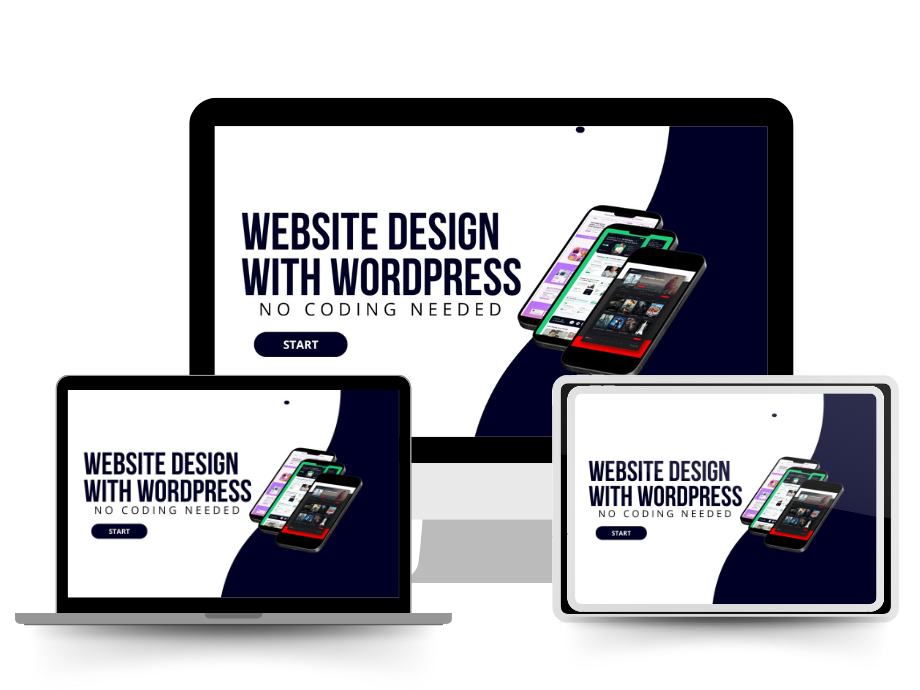 WEBSITE DESIGN
WITH WORDPRESS
NO CODING NEEDED
START
WEBSITE DESIGN
WITH WORDPRESS
NO CODING NEEDED
START
WEBSITE DESIGN
WITH WORDPRESS
NO CODING NEEDED
START